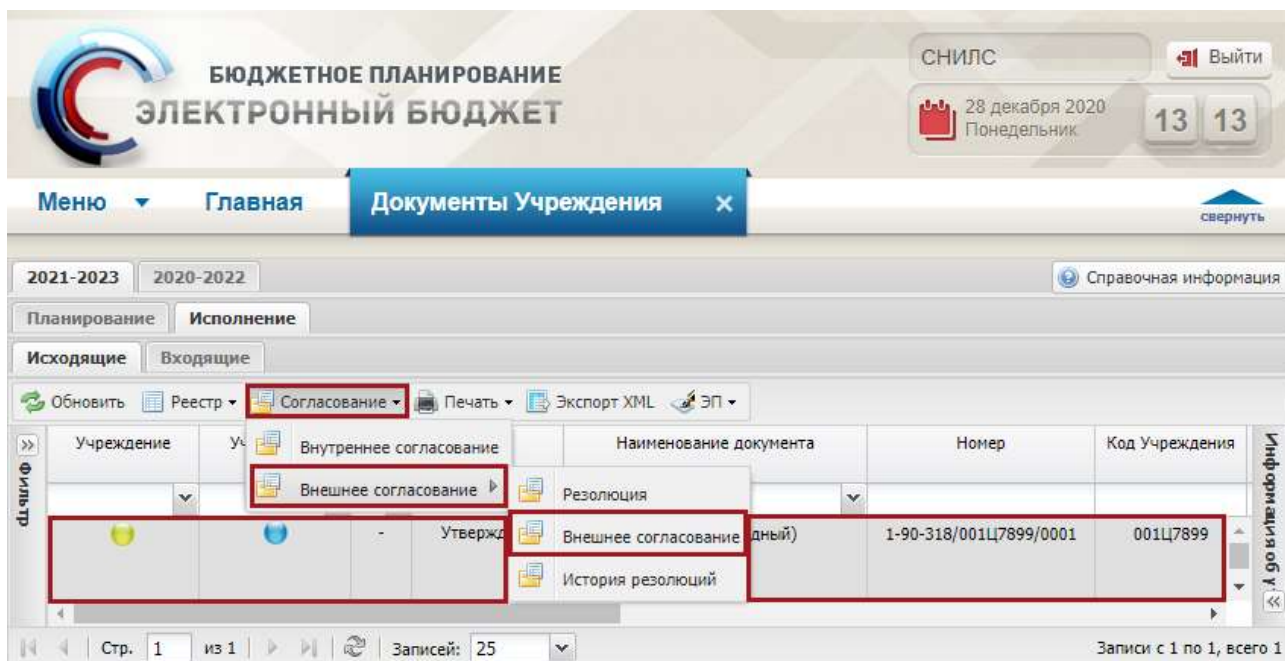 БЮДЖЕТНОЕ ПЛАНИРОВАНИЕ
ЭЛЕКТРОННЫЙ БЮДЖЕТ
СНИЛС
Выйти
28 декабря 2020
Понедельник
13 13
Меню
Главная
Документы Учреждения
свернуть
2021-2023 2020-2022
Справочная информация
Планирование Исполнение
Исходящие Входящие
Обновить Реестр Согласование Печать Экспорт XML ЭП
Фильтр
Учреждение
Наименование документа
Номер
Код Учреждения
Внутреннее согласование
Внешнее согласование
Резолюция
Внешнее согласование
История резолюций
- Утвержд
дный)
1-90-318/001Ц7899/0001
001Ц7899
Информация об у
Стр. 1 из 1
Записей: 25
Записи с 1 по 1, всего 1